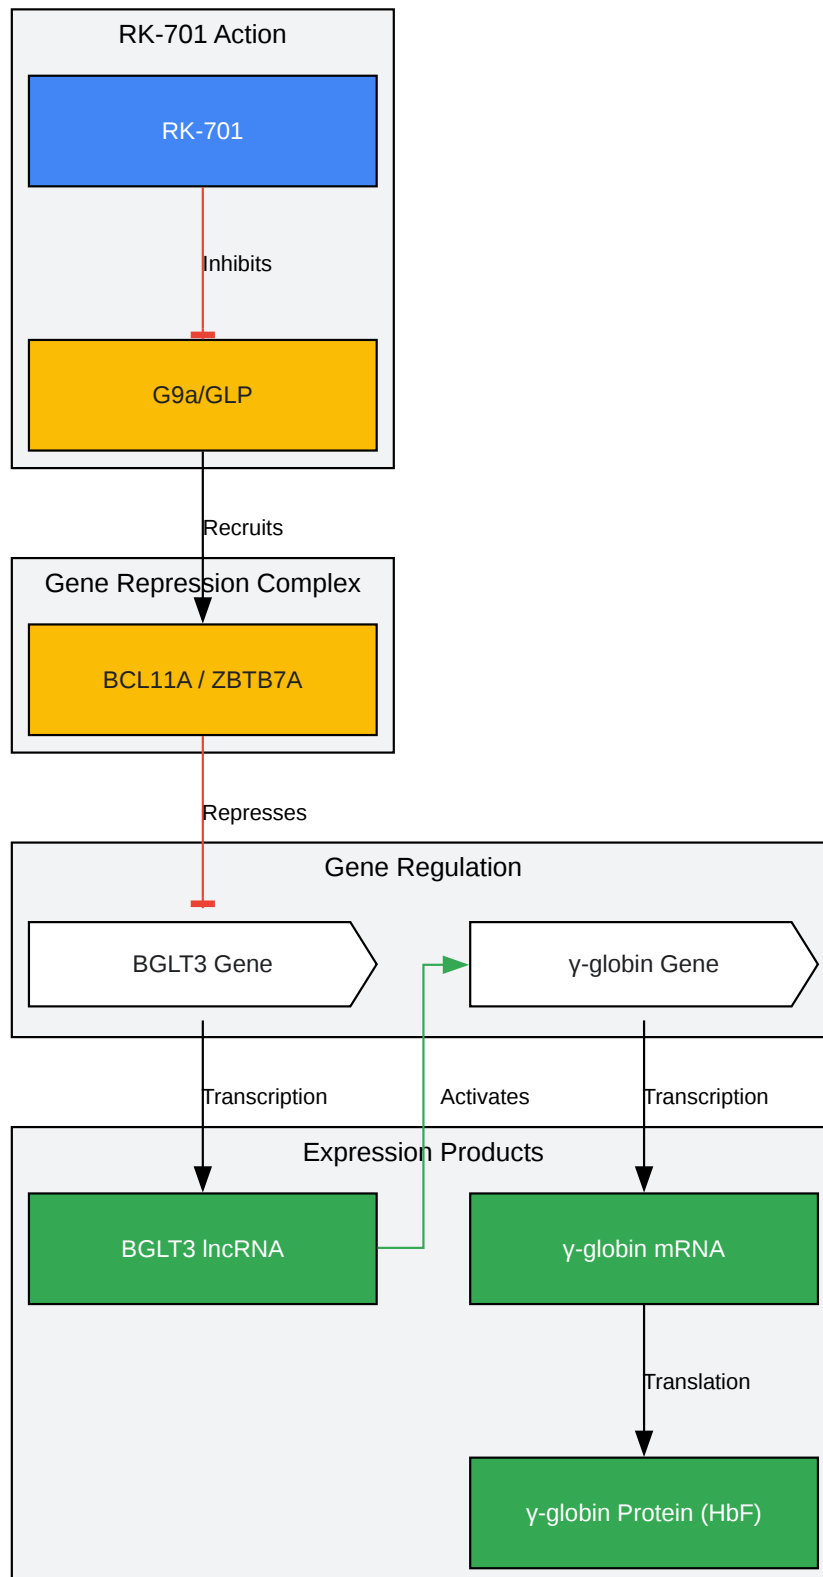 RK-701 Action
RK-701
Inhibits
G9a/GLP
Recruits
Gene Repression Complex
BCL11A / ZBTB7A
Represses
Gene Regulation
BGLT3 Gene
γ-globin Gene
Transcription
Activates
Transcription
Expression Products
BGLT3 lncRNA
γ-globin mRNA
Translation
γ-globin Protein (HbF)